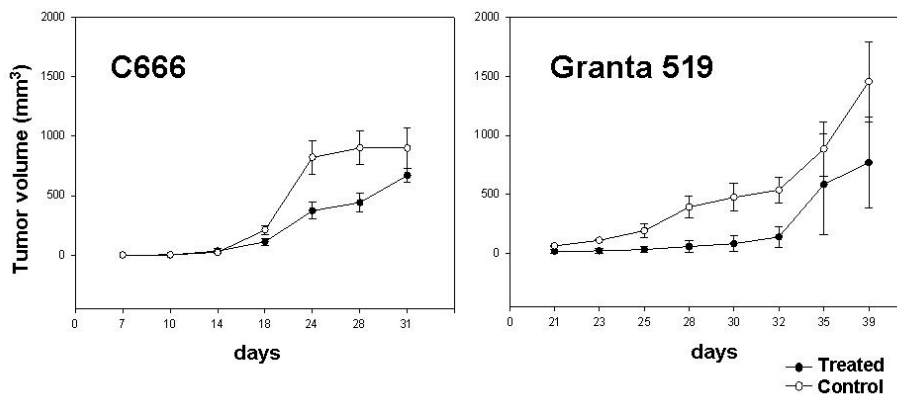 C666
Tumor volume (mm³)
2000
1500
1000
500
0
0 7 10 14 18 24 28 31
days
Granta 519
2000
1500
1000
500
0
0 21 23 25 28 30 32 35 39
days
Treated
Control